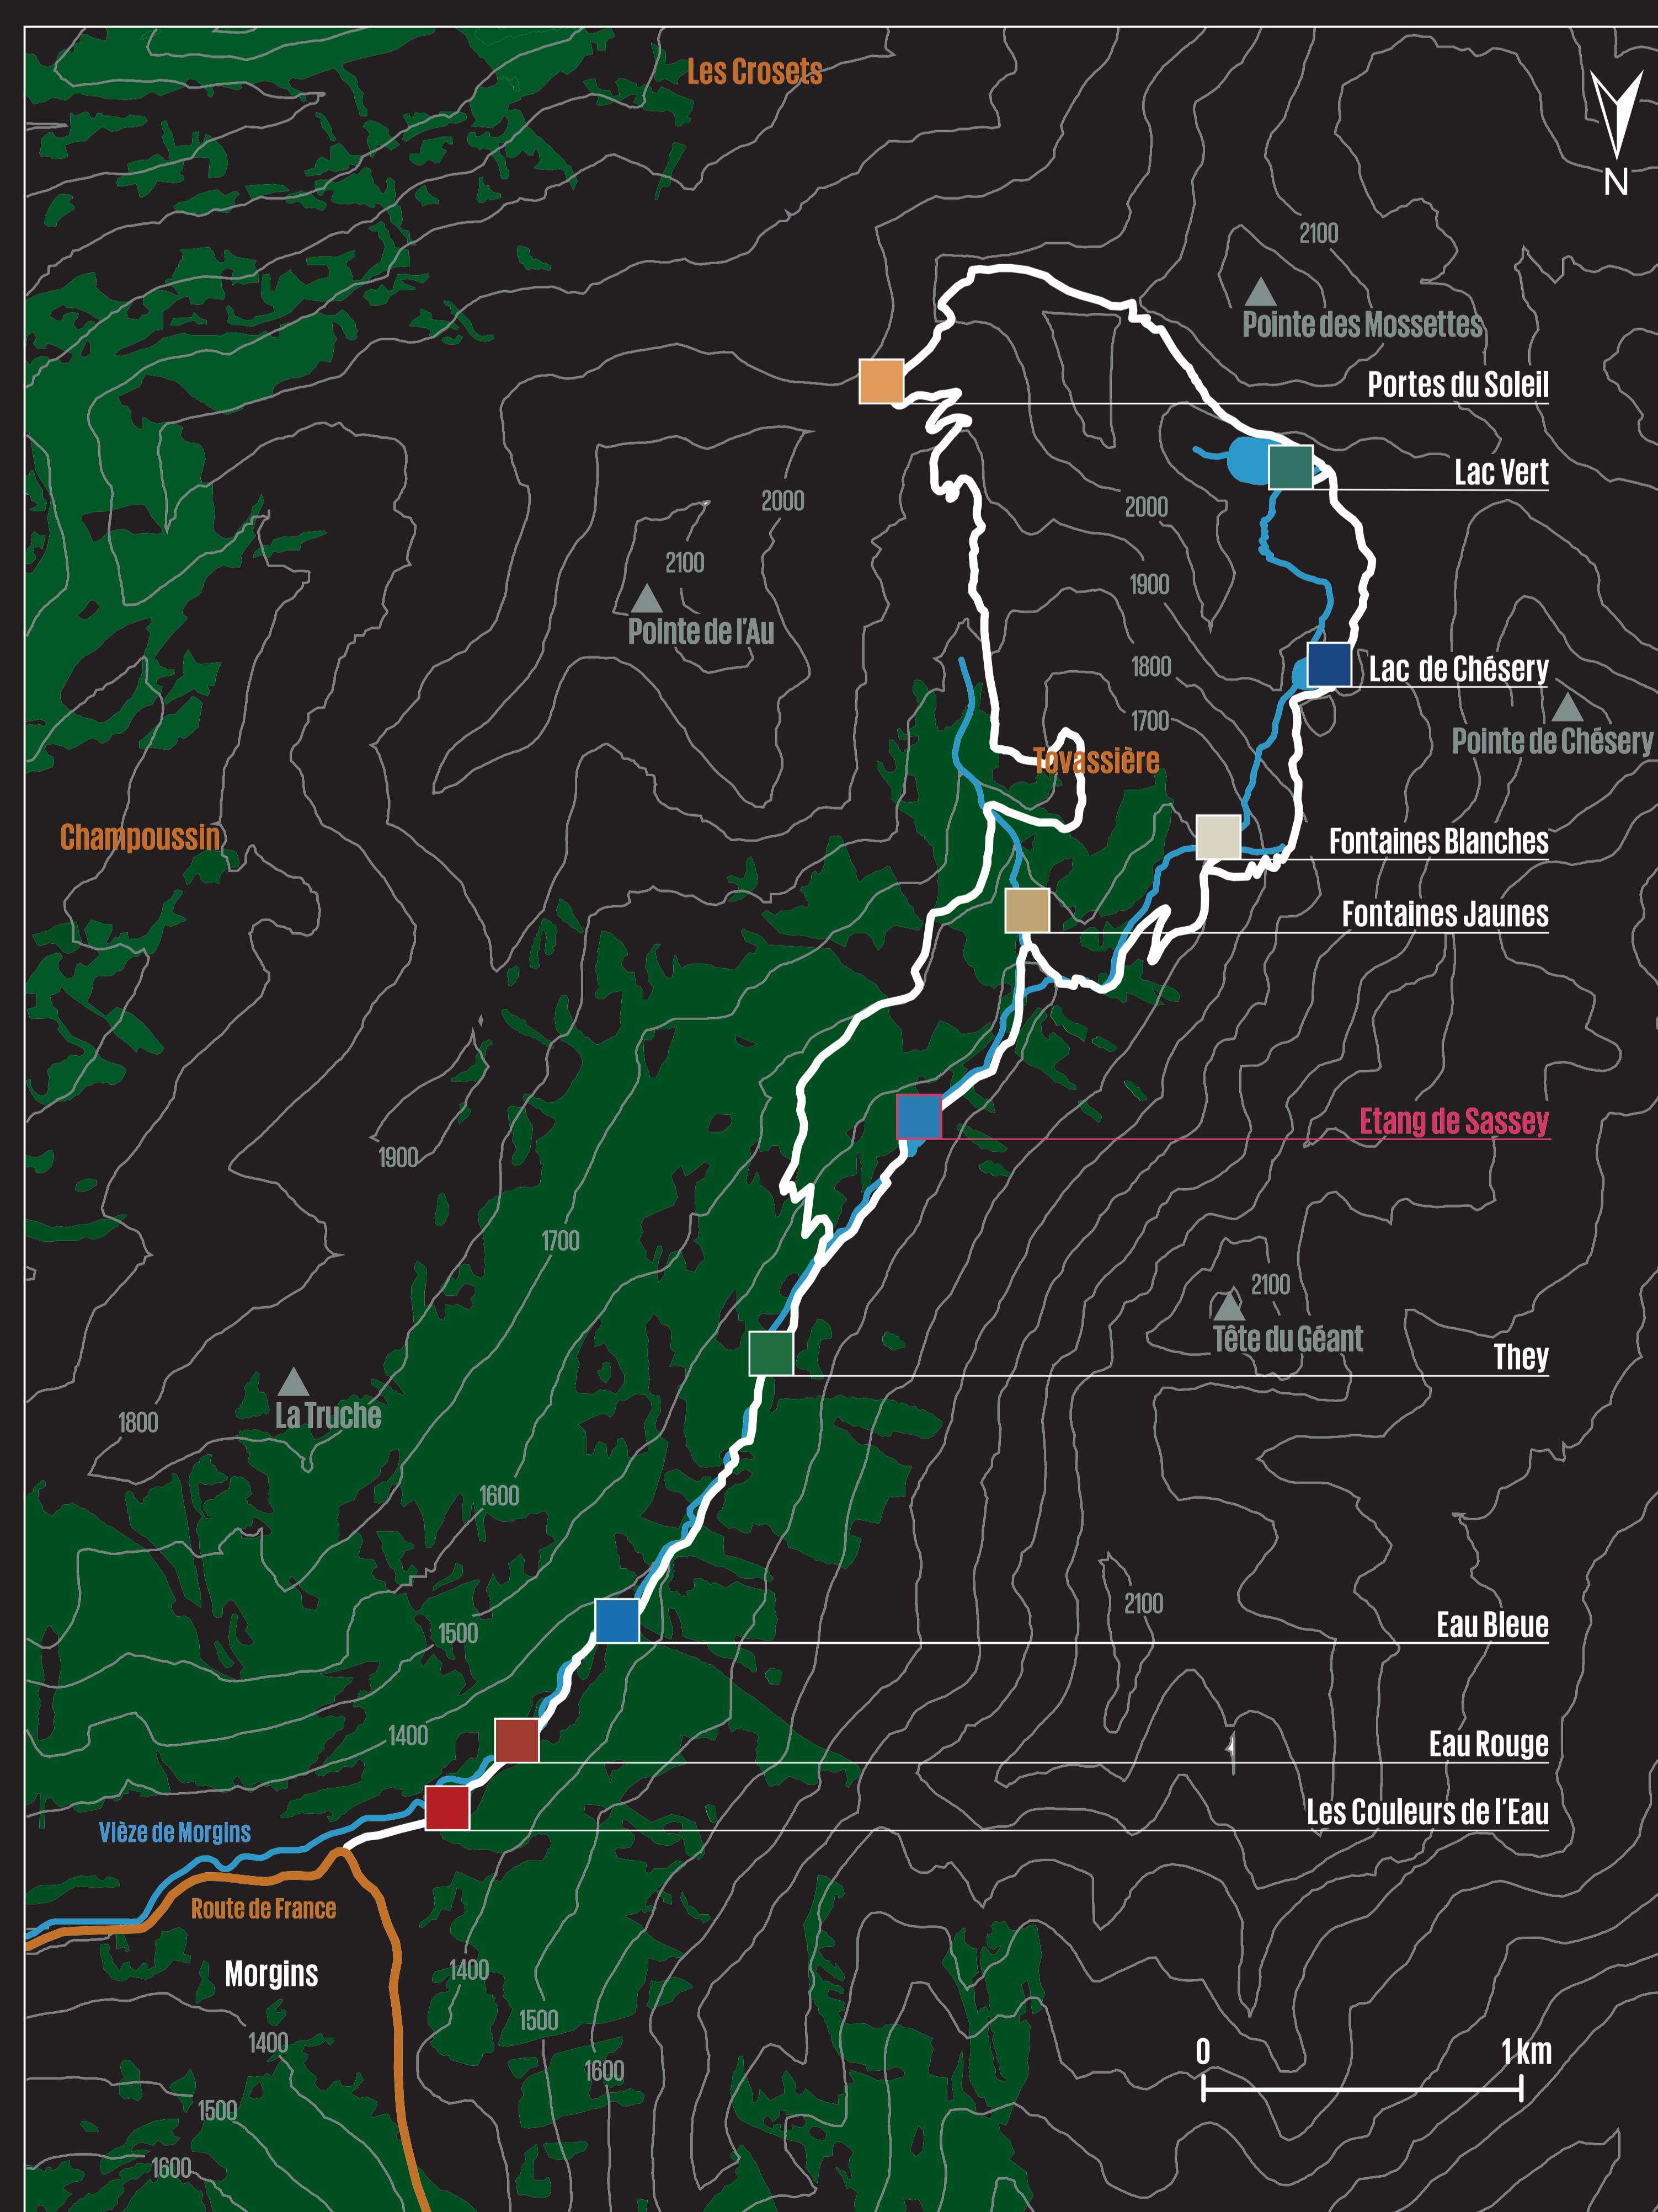 Les Crosets
N
2100
Pointe des Mossettes
Portes du Soleil
Lac Vert
2000
2000
2100
1900
Pointe de l'Au
1800
Lac de Chésery
1700
Pointe de Chésery
Tovassière
Champoussin
Fontaines Blanches
Fontaines Jaunes
Etang de Sassey
1900
1700
2100
Tête du Géant
They
La Truche
1800
1600
2100
Eau Bleue
1500
1400
Eau Rouge
Les Couleurs de l'Eau
Vièze de Morgins
Route de France
Morgins
1400
1500
1400
0 1 km
1600
1500
1600